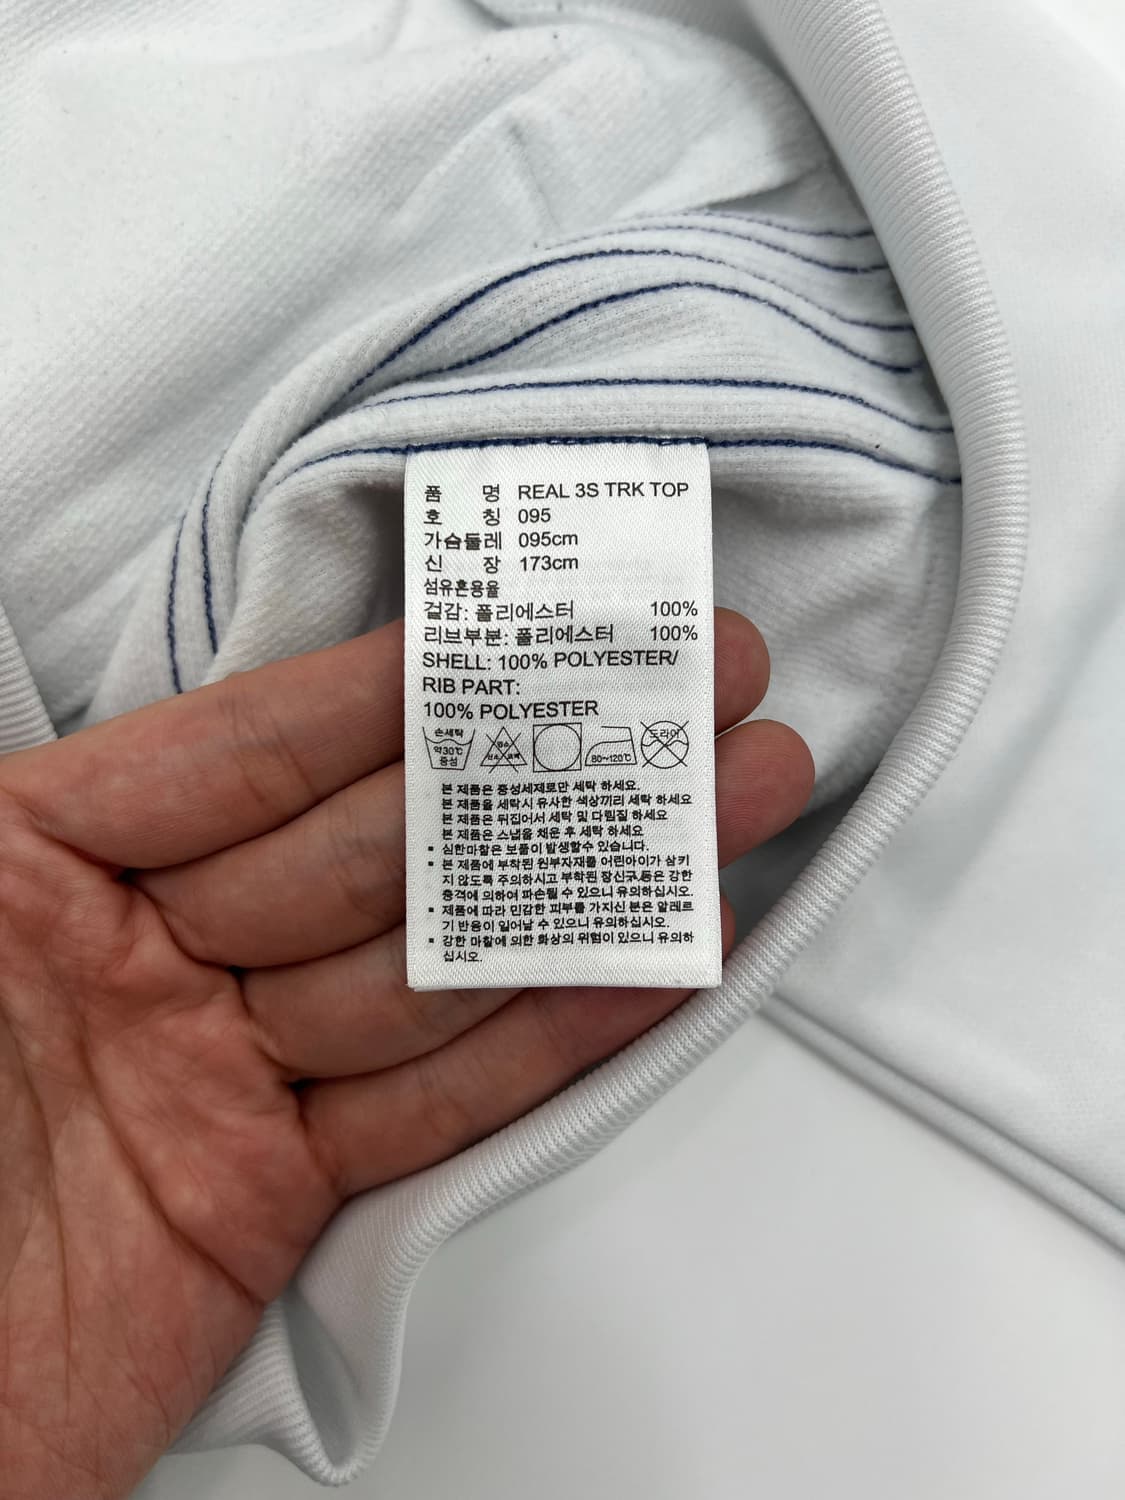 품 명 REAL 3S TRK TOP
호 칭 095
가슴둘레 095cm
신 장 173cm
섬유혼용율
겉감: 폴리에스터 100%
리브부분: 폴리에스터 100%
SHELL: 100% POLYESTER/
RIB PART:
100% POLYESTER
손세탁 드라이
약30℃ 80~120℃
중성
본 제품은 중성세제로만 세탁 하세요.
본 제품을 세탁시 유사한 색상끼리 세탁 하세요
본 제품은 뒤집어서 세탁 및 다림질 하세요
본 제품은 스냅을 채운 후 세탁 하세요
▪ 심한마찰은 보풀이 발생할수 있습니다.
▪ 본 제품에 부착된 원부자재를 어린아이가 삼키
지 않도록 주의하시고 부착된 장신구등은 강한
충격에 의하여 파손될 수 있으니 유의하십시오.
▪ 제품에 따라 민감한 피부를 가지신 분은 알레르
기 반응이 일어날 수 있으니 유의하십시오.
▪ 강한 마찰에 의한 화상의 위험이 있으니 유의하
십시오.